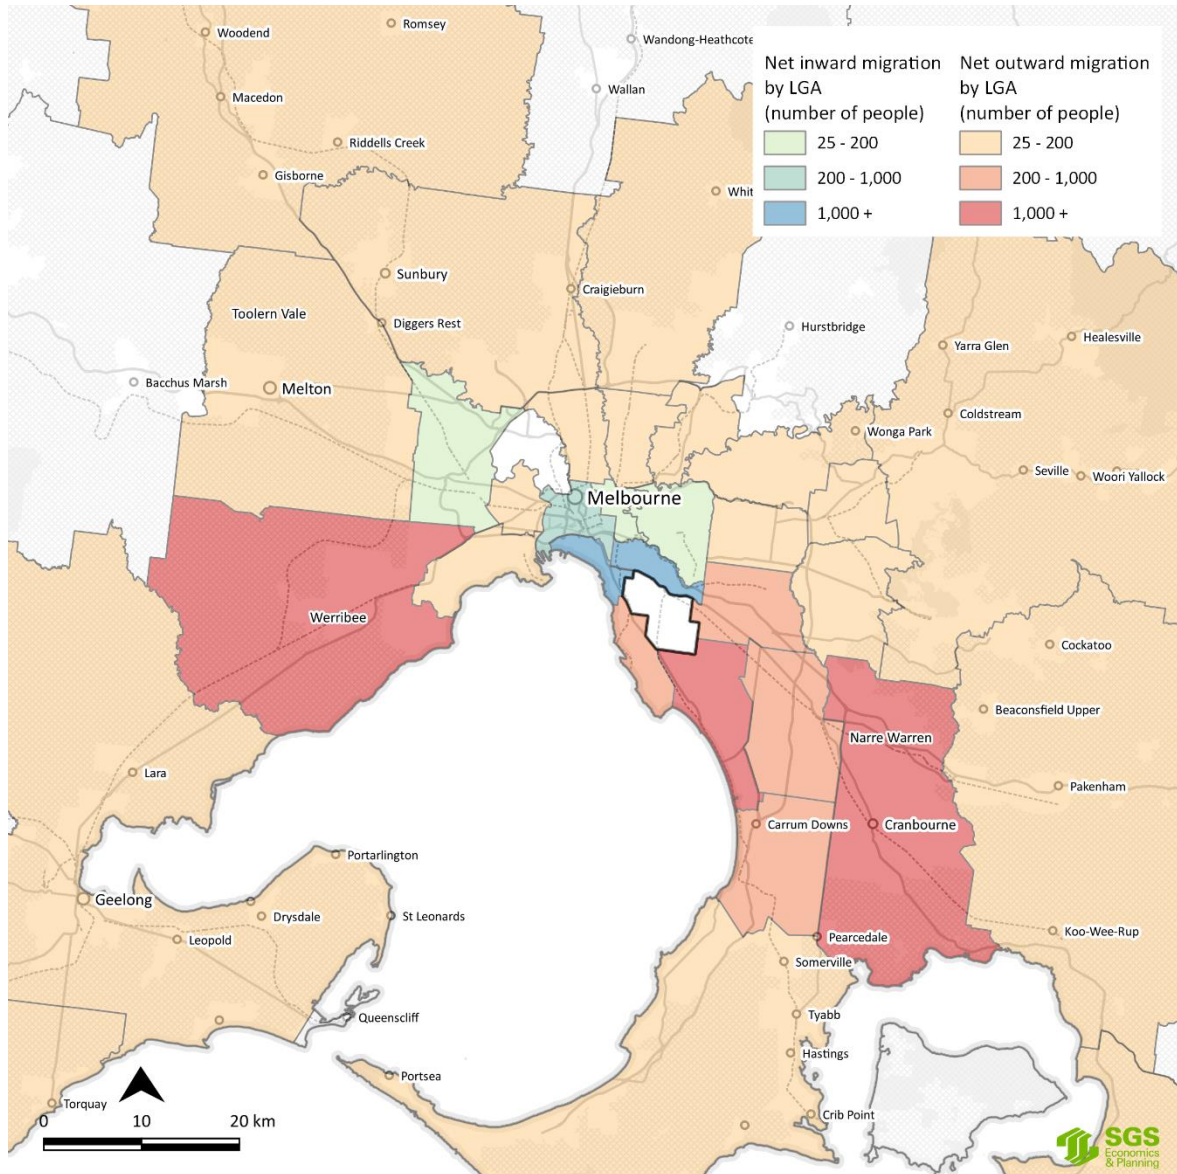 Woodend
Romsey
Wandong-Heathcote
Macedon
Wallan
Riddells Creek
Gisborne
Whit
Net inward migration
by LGA
(number of people)
25 - 200
200 - 1,000
1,000 +
Net outward migration
by LGA
(number of people)
25 - 200
200 - 1,000
1,000 +
Sunbury
Craigieburn
Toolern Vale
Diggers Rest
Hurstbridge
Yarra Glen
Healesville
Bacchus Marsh
Melton
Coldstream
Wonga Park
Seville
Woori Yallock
Melbourne
Werribee
Cockatoo
Beaconsfield Upper
Narre Warren
Lara
Pakenham
Carrum Downs
Cranbourne
Portarlington
Geelong
Drysdale
St Leonards
Leopold
Pearcedale
Koo-Wee-Rup
Somerville
Queenscliff
Tyabb
Hastings
Portsea
Torquay
Crib Point
0 10 20 km
SGS
Economics
& Planning